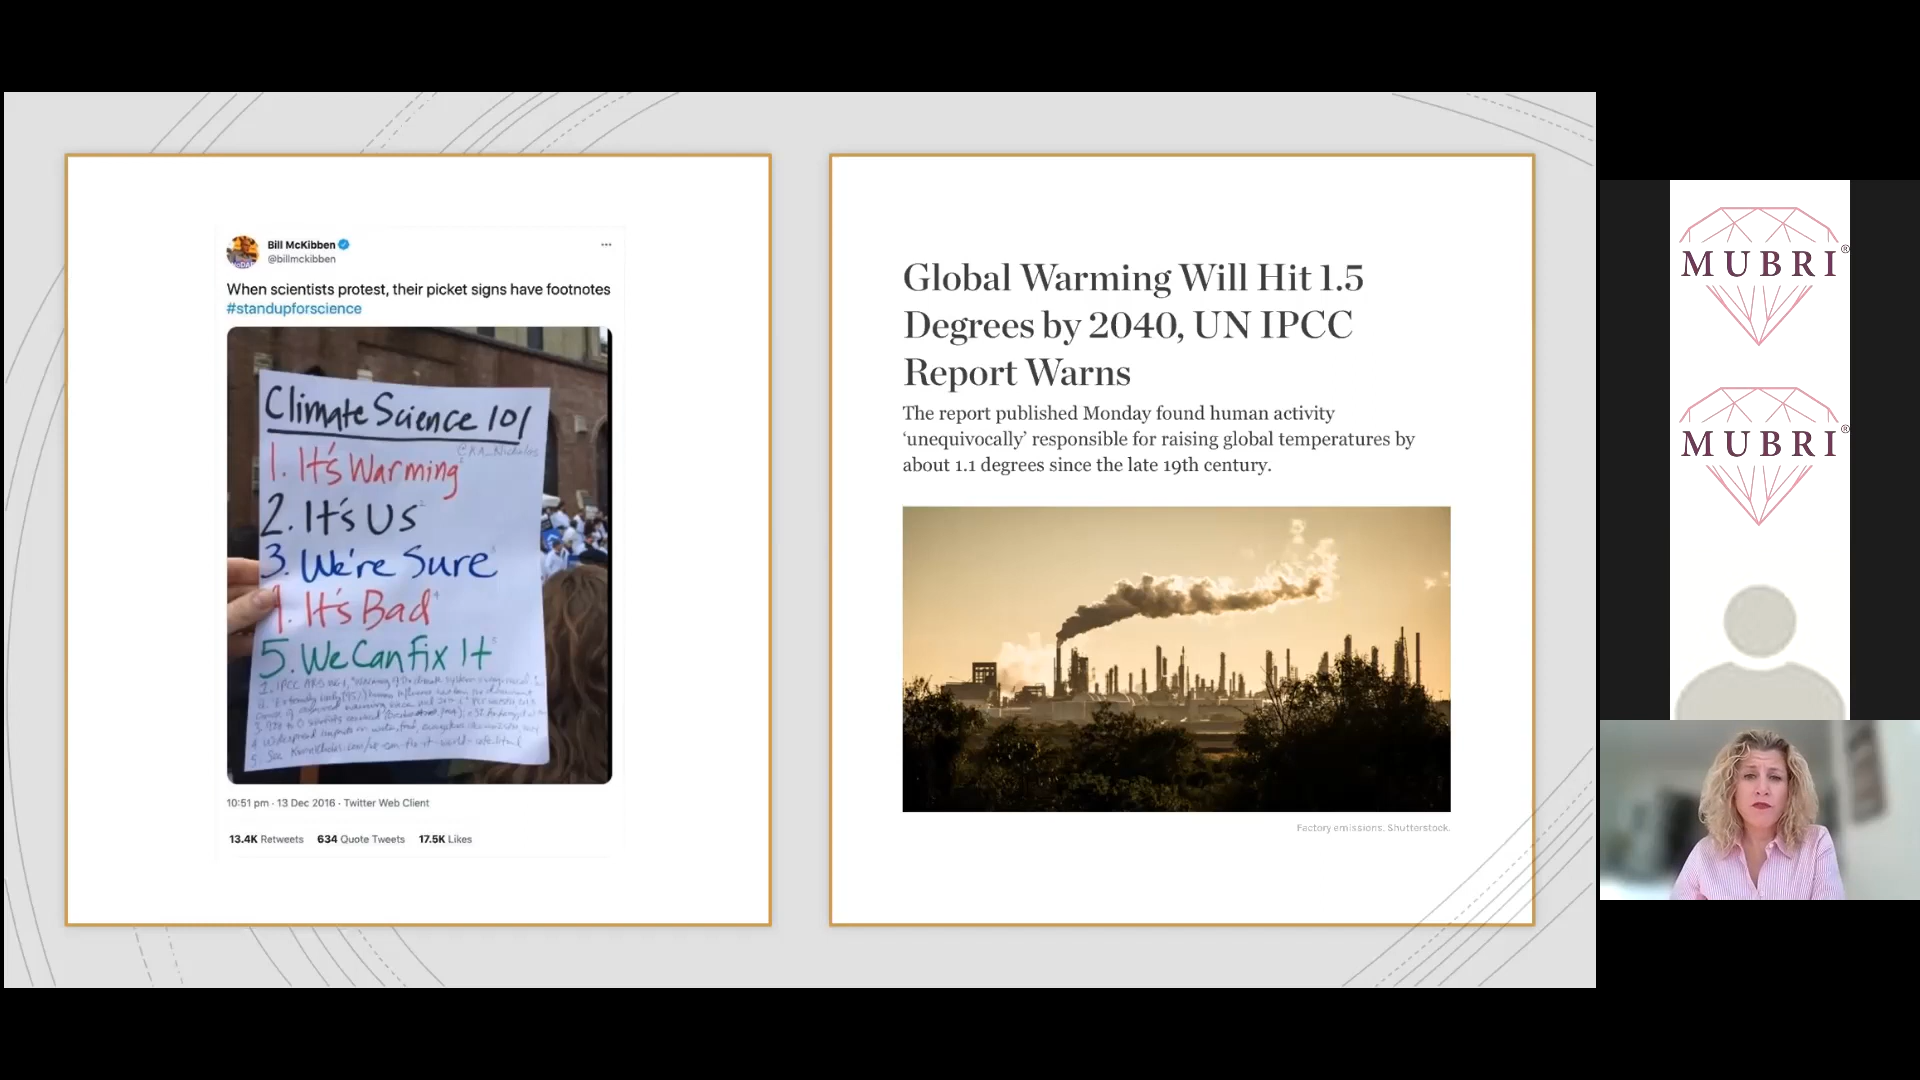 Bill McKibben
@billmckibben
When scientists protest, their picket signs have footnotes
#standupforscience
Climate Science 101
@KA_Nicholas
1. It's Warming
2. It's Us
3. We're Sure
4. It's Bad
5. We Can Fix It
10:51 pm · 13 Dec 2016 · Twitter Web Client
13.4K Retweets 634 Quote Tweets 17.5K Likes
Global Warming Will Hit 1.5
Degrees by 2040, UN IPCC
Report Warns
The report published Monday found human activity
‘unequivocally’ responsible for raising global temperatures by
about 1.1 degrees since the late 19th century.
Factory emissions. Shutterstock.
MUBRI®
MUBRI®